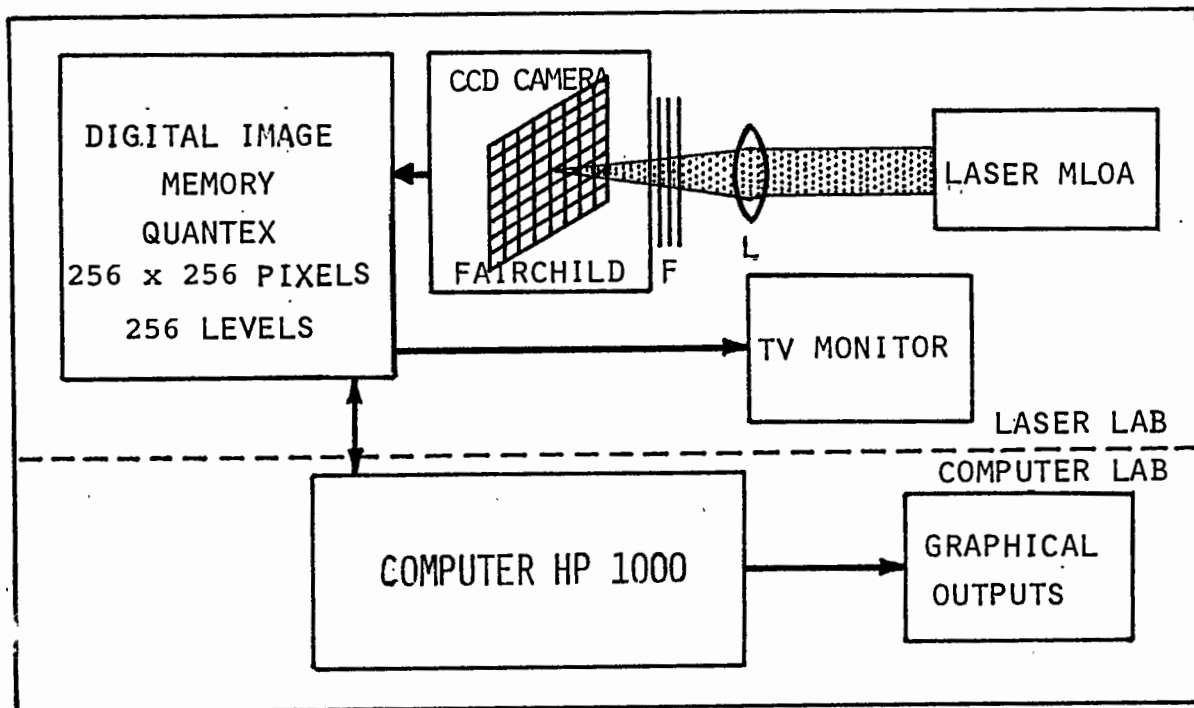 DIGITAL IMAGE
MEMORY
QUANTEX
256 x 256 PIXELS
256 LEVELS
CCD CAMERA
FAIRCHILD
F
L
LASER MLOA
TV MONITOR
LASER LAB
COMPUTER LAB
COMPUTER HP 1000
GRAPHICAL
OUTPUTS